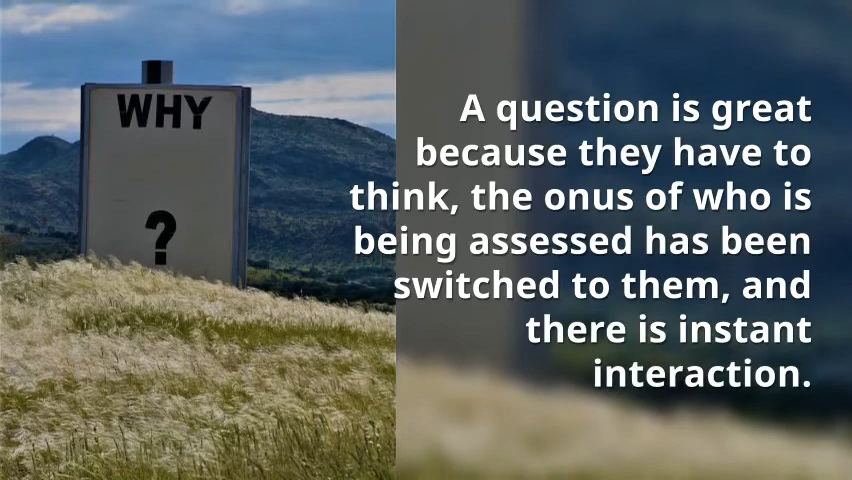 WHY
?
A question is great
because they have to
think, the onus of who is
being assessed has been
switched to them, and
there is instant
interaction.